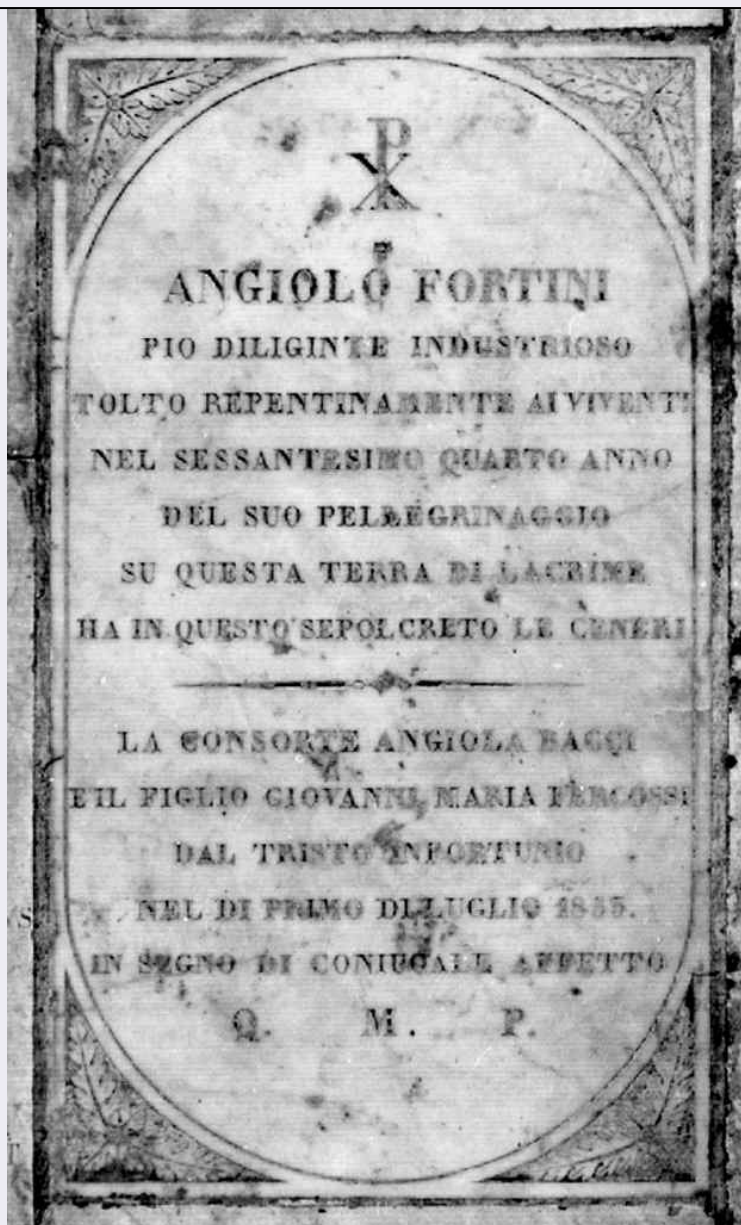 ANGIOLO FORTINI
PIO DILIGINTE INDUSTRIOSO
TOLTO REPENTINAMENTE AI VIVENTI
NEL SESSANTESIMO QUARTO ANNO
DEL SUO PELLEGRINAGGIO
SU QUESTA TERRA DI LACRIME
HA IN QUESTO SEPOLCRETO LE CENERI
LA CONSORTE ANGIOLA BACCI
E IL FIGLIO GIOVANNI MARIA PERCOSSI
DAL TRISTO INFORTUNIO
NEL DI PRIMO DI LUGLIO 1855.
IN SEGNO DI CONIUGALE AFFETTO
Q. M. P.